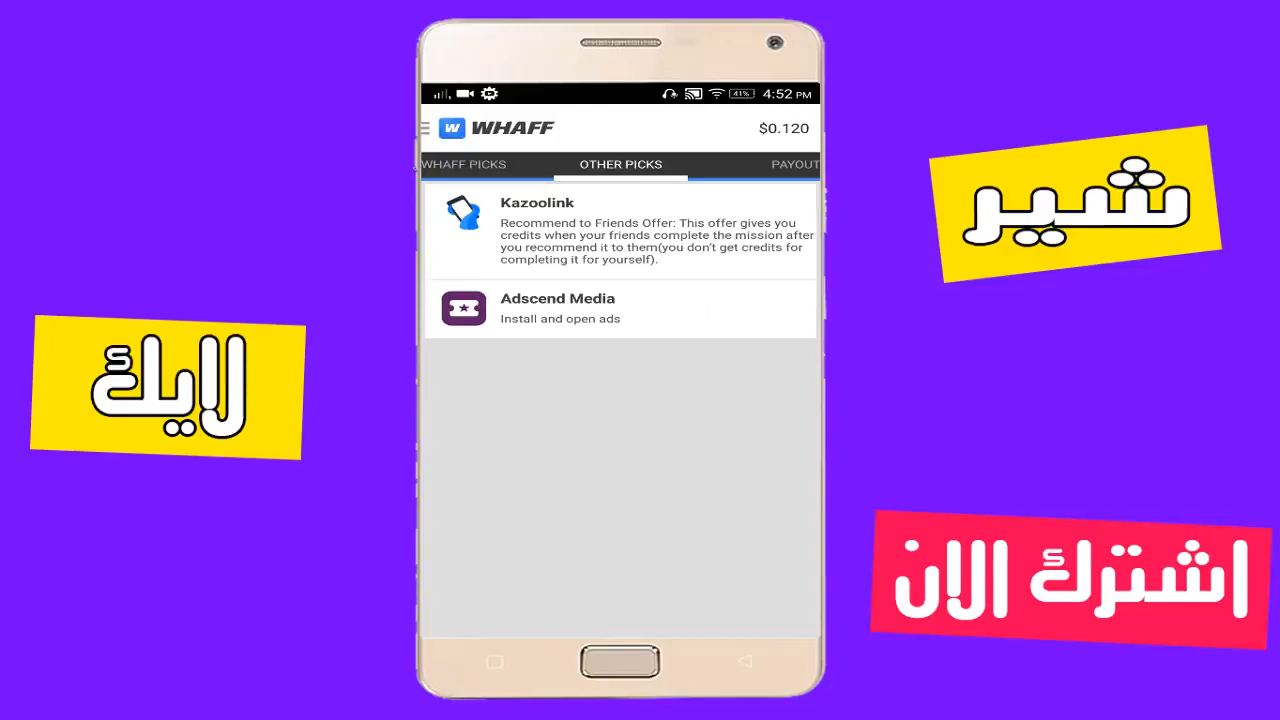 41% 4:52 PM
W WHAFF $0.120
WHAFF PICKS OTHER PICKS PAYOUT
Kazoolink
Recommend to Friends Offer: This offer gives you
credits when your friends complete the mission after
you recommend it to them(you don't get credits for
completing it for yourself).
Adscend Media
Install and open ads
شير
لايك
اشترك الان